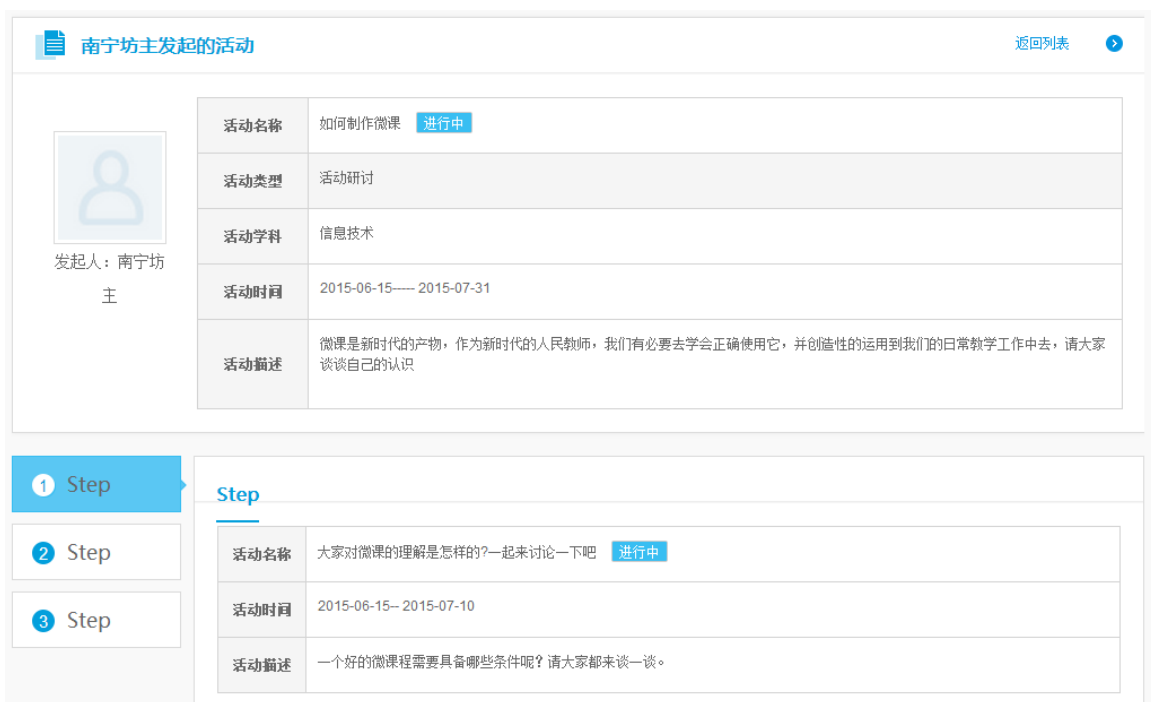 南宁坊主发起的活动
返回列表
发起人：南宁坊
主
活动名称
如何制作微课
进行中
活动类型
活动研讨
活动学科
信息技术
活动时间
2015-06-15----- 2015-07-31
活动描述
微课是新时代的产物，作为新时代的人民教师，我们有必要去学会正确使用它，并创造性的运用到我们的日常教学工作中去，请大家
谈谈自己的认识
1 Step
2 Step
3 Step
Step
活动名称
大家对微课的理解是怎样的?一起来讨论一下吧
进行中
活动时间
2015-06-15-- 2015-07-10
活动描述
一个好的微课程需要具备哪些条件呢？请大家都来谈一谈。